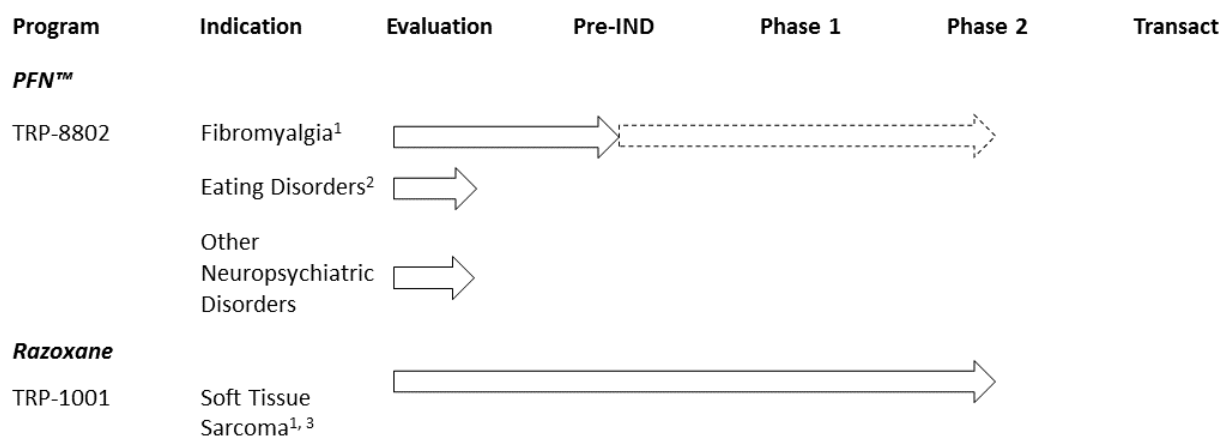 Program Indication Evaluation Pre-IND Phase 1 Phase 2 Transact
PFN™
TRP-8802 Fibromyalgia¹
Eating Disorders²
Other
Neuropsychiatric
Disorders
Razoxane
TRP-1001 Soft Tissue
Sarcoma¹, ³